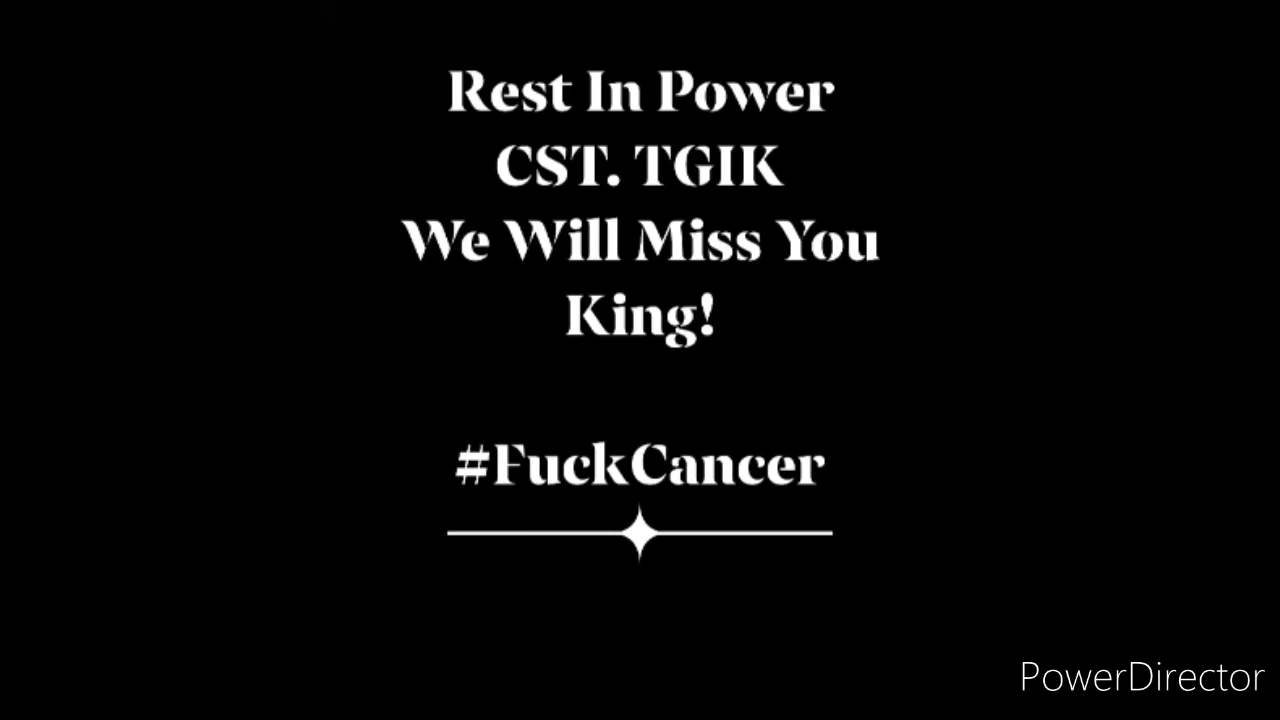 Rest In Power
CST. TGIK
We Will Miss You
King!
#FuckCancer
PowerDirector